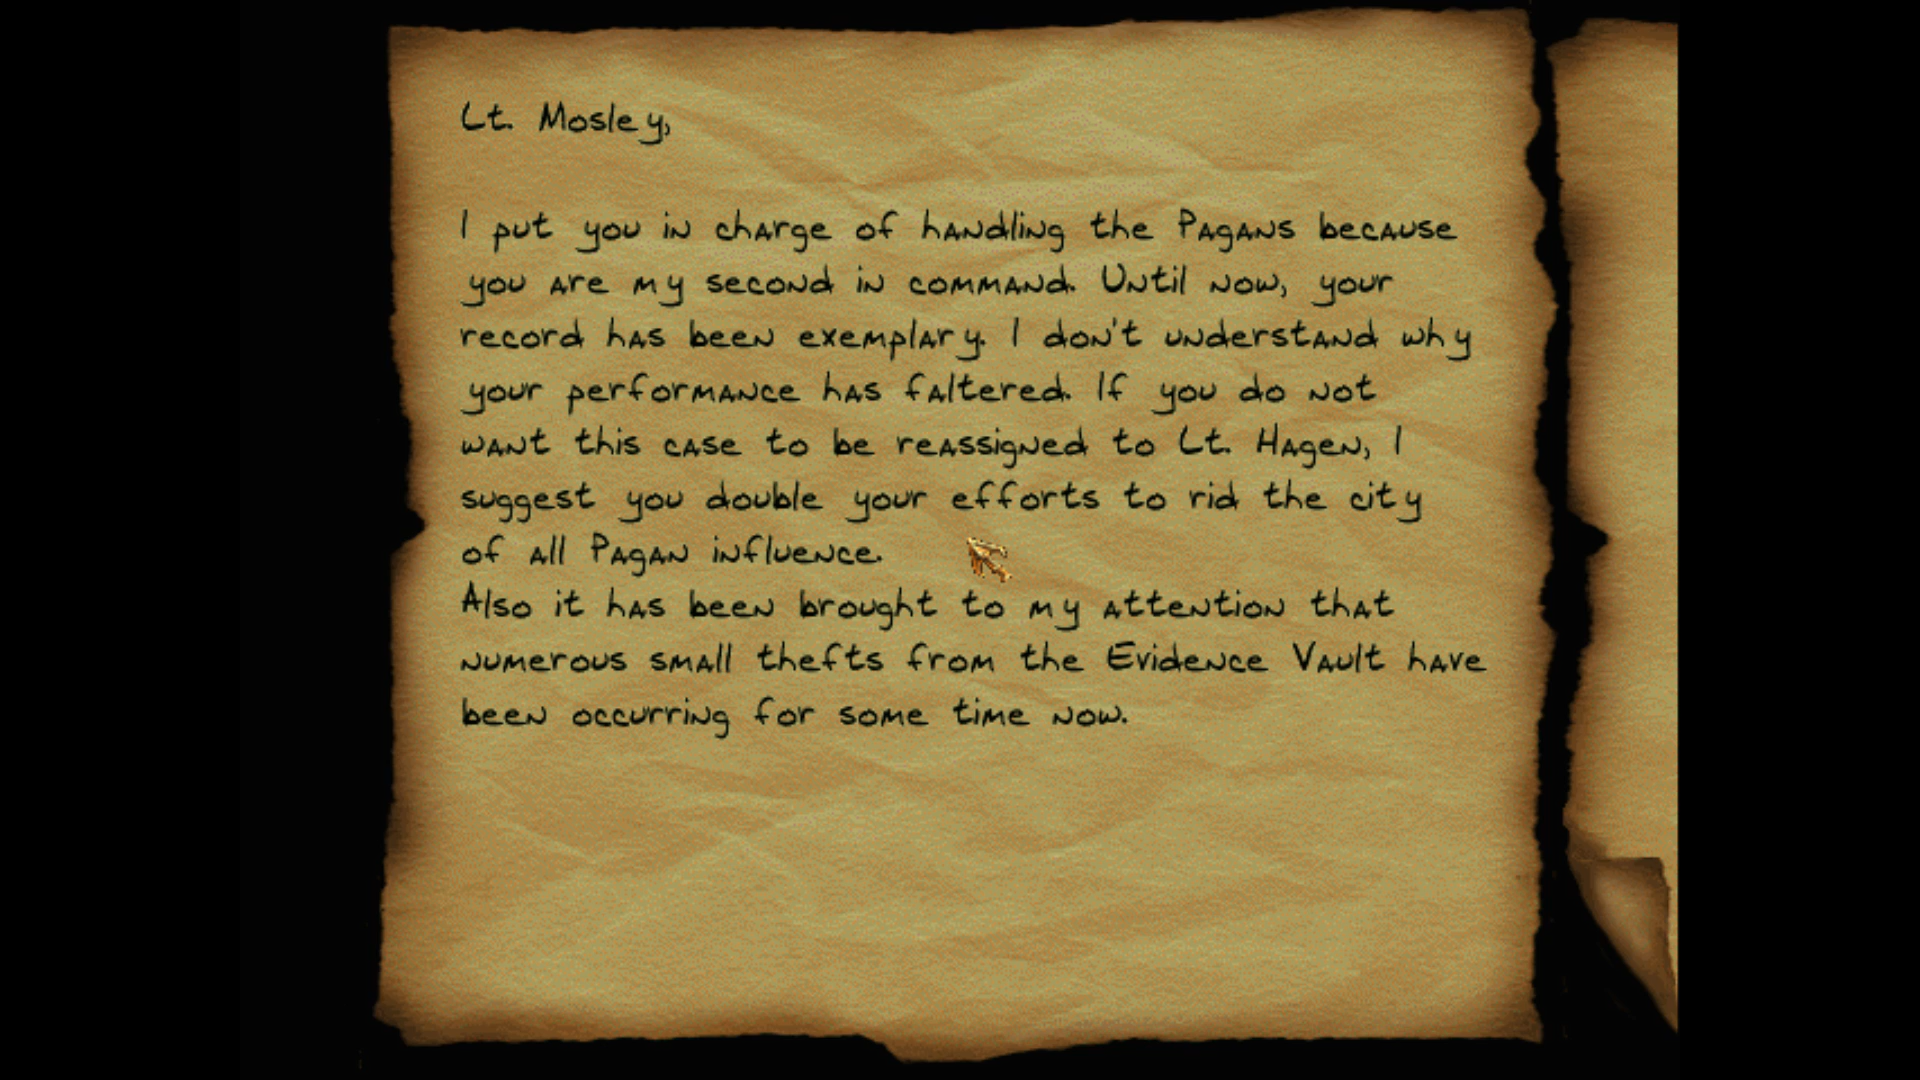 Lt. Mosley,
I put you in charge of handling the Pagans because
you are my second in command. Until now, your
record has been exemplary. I don't understand why
your performance has faltered. If you do not
want this case to be reassigned to Lt. Hagen, I
suggest you double your efforts to rid the city
of all Pagan influence.
Also it has been brought to my attention that
numerous small thefts from the Evidence Vault have
been occurring for some time now.